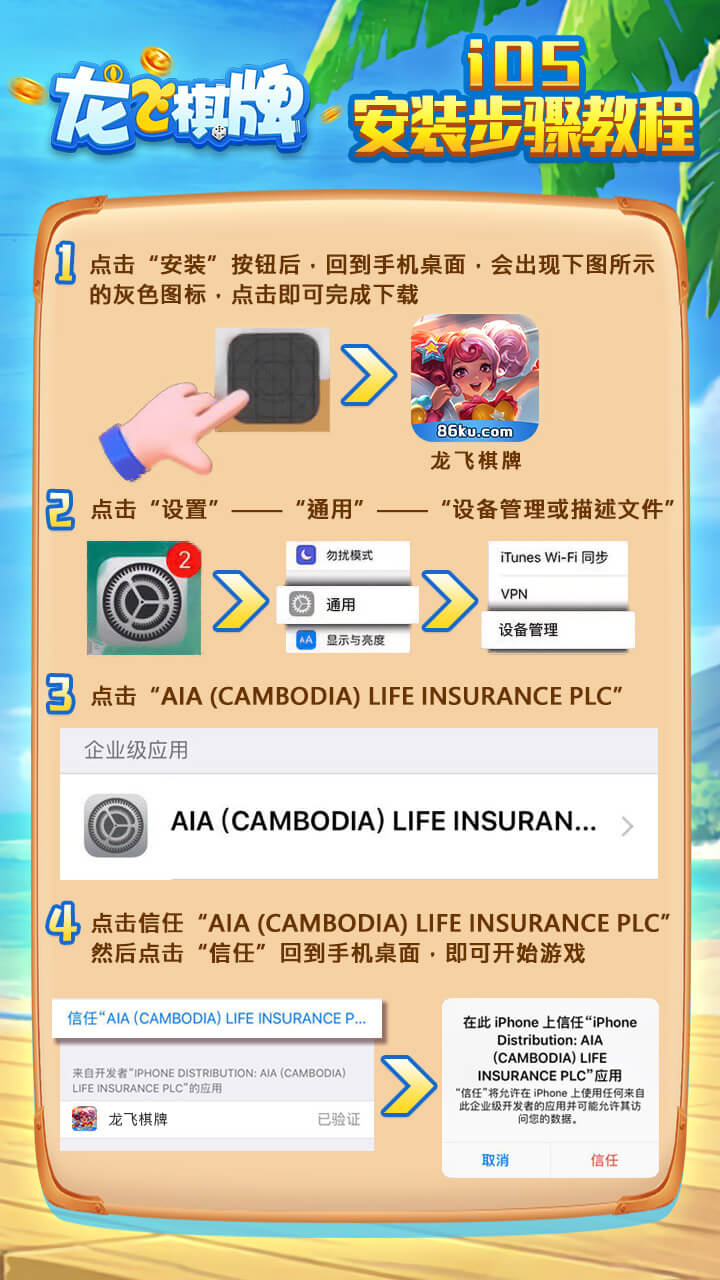 龙飞棋牌
iOS
安装步骤教程
1 点击“安装”按钮后，回到手机桌面，会出现下图所示
的灰色图标，点击即可完成下载
86ku.com
龙飞棋牌
2 点击“设置” —— “通用” —— “设备管理或描述文件”
2
勿扰模式
通用
显示与亮度
iTunes Wi-Fi 同步
VPN
设备管理
3 点击“AIA (CAMBODIA) LIFE INSURANCE PLC”
企业级应用
AIA (CAMBODIA) LIFE INSURAN...
4 点击信任“AIA (CAMBODIA) LIFE INSURANCE PLC”
然后点击“信任”回到手机桌面，即可开始游戏
信任“AIA (CAMBODIA) LIFE INSURANCE P...
来自开发者“IPHONE DISTRIBUTION: AIA (CAMBODIA)
LIFE INSURANCE PLC”的应用
龙飞棋牌 已验证
在此 iPhone 上信任“iPhone
Distribution: AIA
(CAMBODIA) LIFE
INSURANCE PLC”应用
“信任”将允许在 iPhone 上使用任何来自
此企业级开发者的应用并可能允许其访
问您的数据。
取消 信任